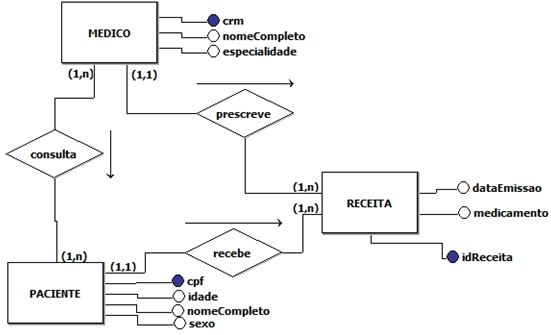 MEDICO
crm
nomeCompleto
especialidade
(1,n)
(1,1)
prescreve
consulta
(1,n)
(1,n)
RECEITA
dataEmissao
medicamento
idReceita
recebe
(1,n)
(1,1)
PACIENTE
cpf
idade
nomeCompleto
sexo